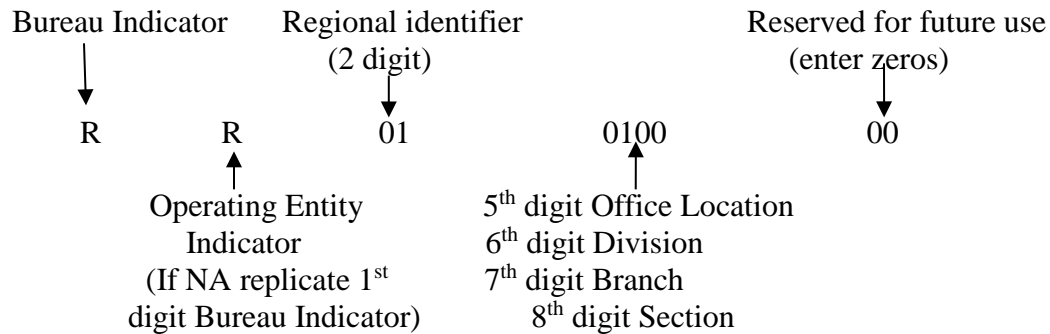 Bureau Indicator Regional identifier Reserved for future use
(2 digit) (enter zeros)
R R 01 0100 00
Operating Entity 5th digit Office Location
Indicator 6th digit Division
(If NA replicate 1st 7th digit Branch
digit Bureau Indicator) 8th digit Section